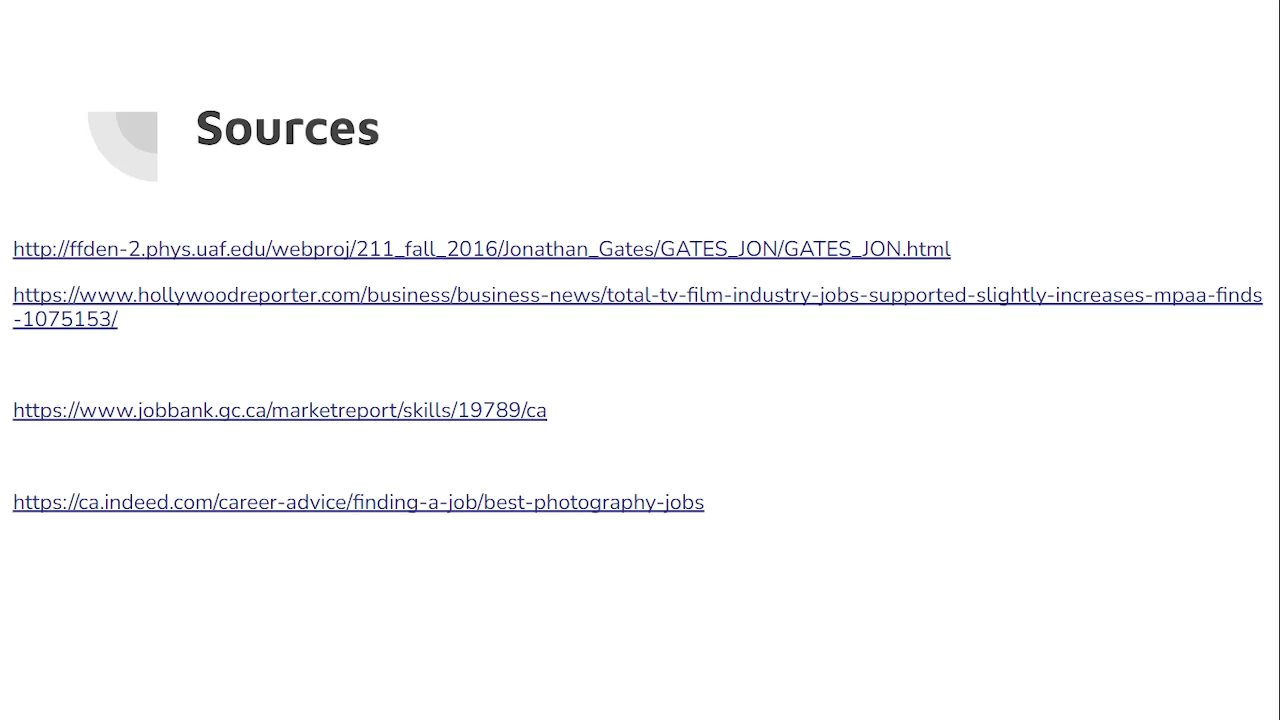 Sources
http://ffden-2.phys.uaf.edu/webproj/211_fall_2016/Jonathan_Gates/GATES_JON/GATES_JON.html
https://www.hollywoodreporter.com/business/business-news/total-tv-film-industry-jobs-supported-slightly-increases-mpaa-finds
-1075153/
https://www.jobbank.gc.ca/marketreport/skills/19789/ca
https://ca.indeed.com/career-advice/finding-a-job/best-photography-jobs